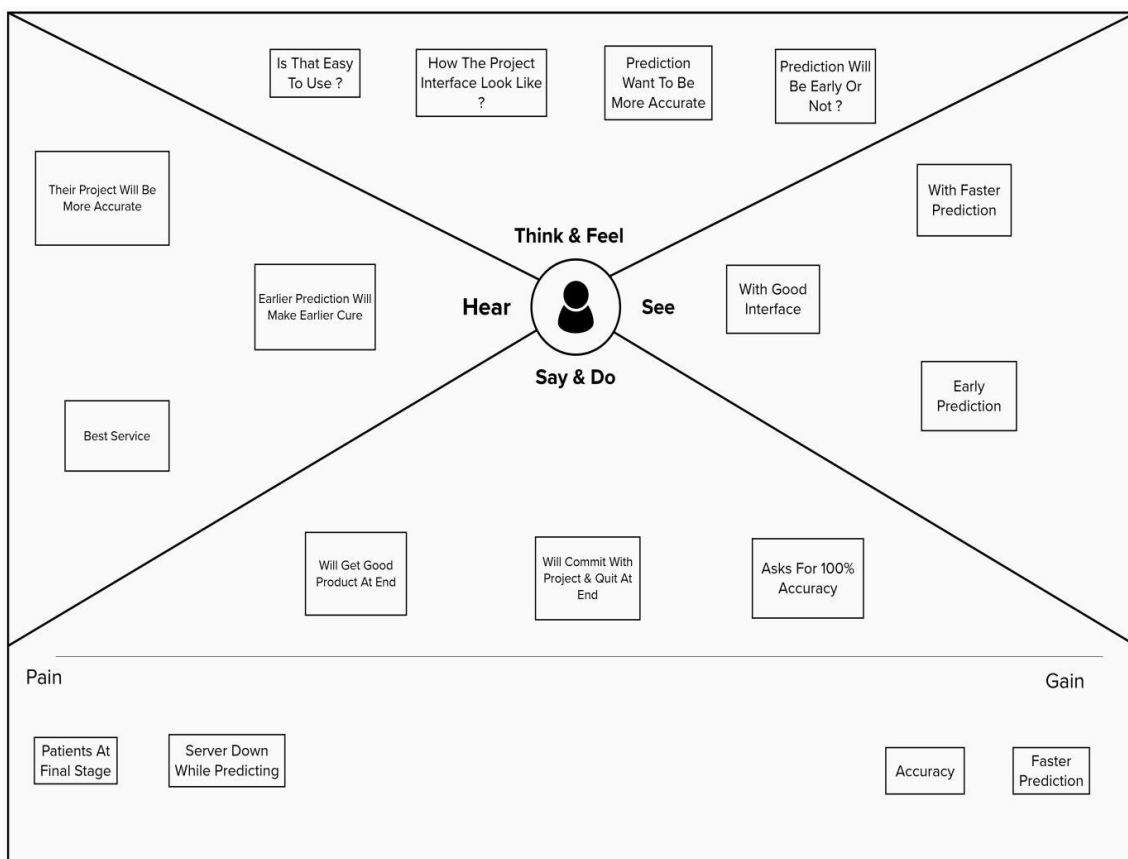 Is That Easy
To Use ?
How The Project
Interface Look Like
?
Prediction
Want To Be
More Accurate
Prediction Will
Be Early Or
Not ?
Their Project Will Be
More Accurate
With Faster
Prediction
Think & Feel
Earlier Prediction Will
Make Earlier Cure
Hear
See
With Good
Interface
Say & Do
Best Service
Early
Prediction
Will Get Good
Product At End
Will Commit With
Project & Quit At
End
Asks For 100%
Accuracy
Pain
Gain
Patients At
Final Stage
Server Down
While Predicting
Accuracy
Faster
Prediction